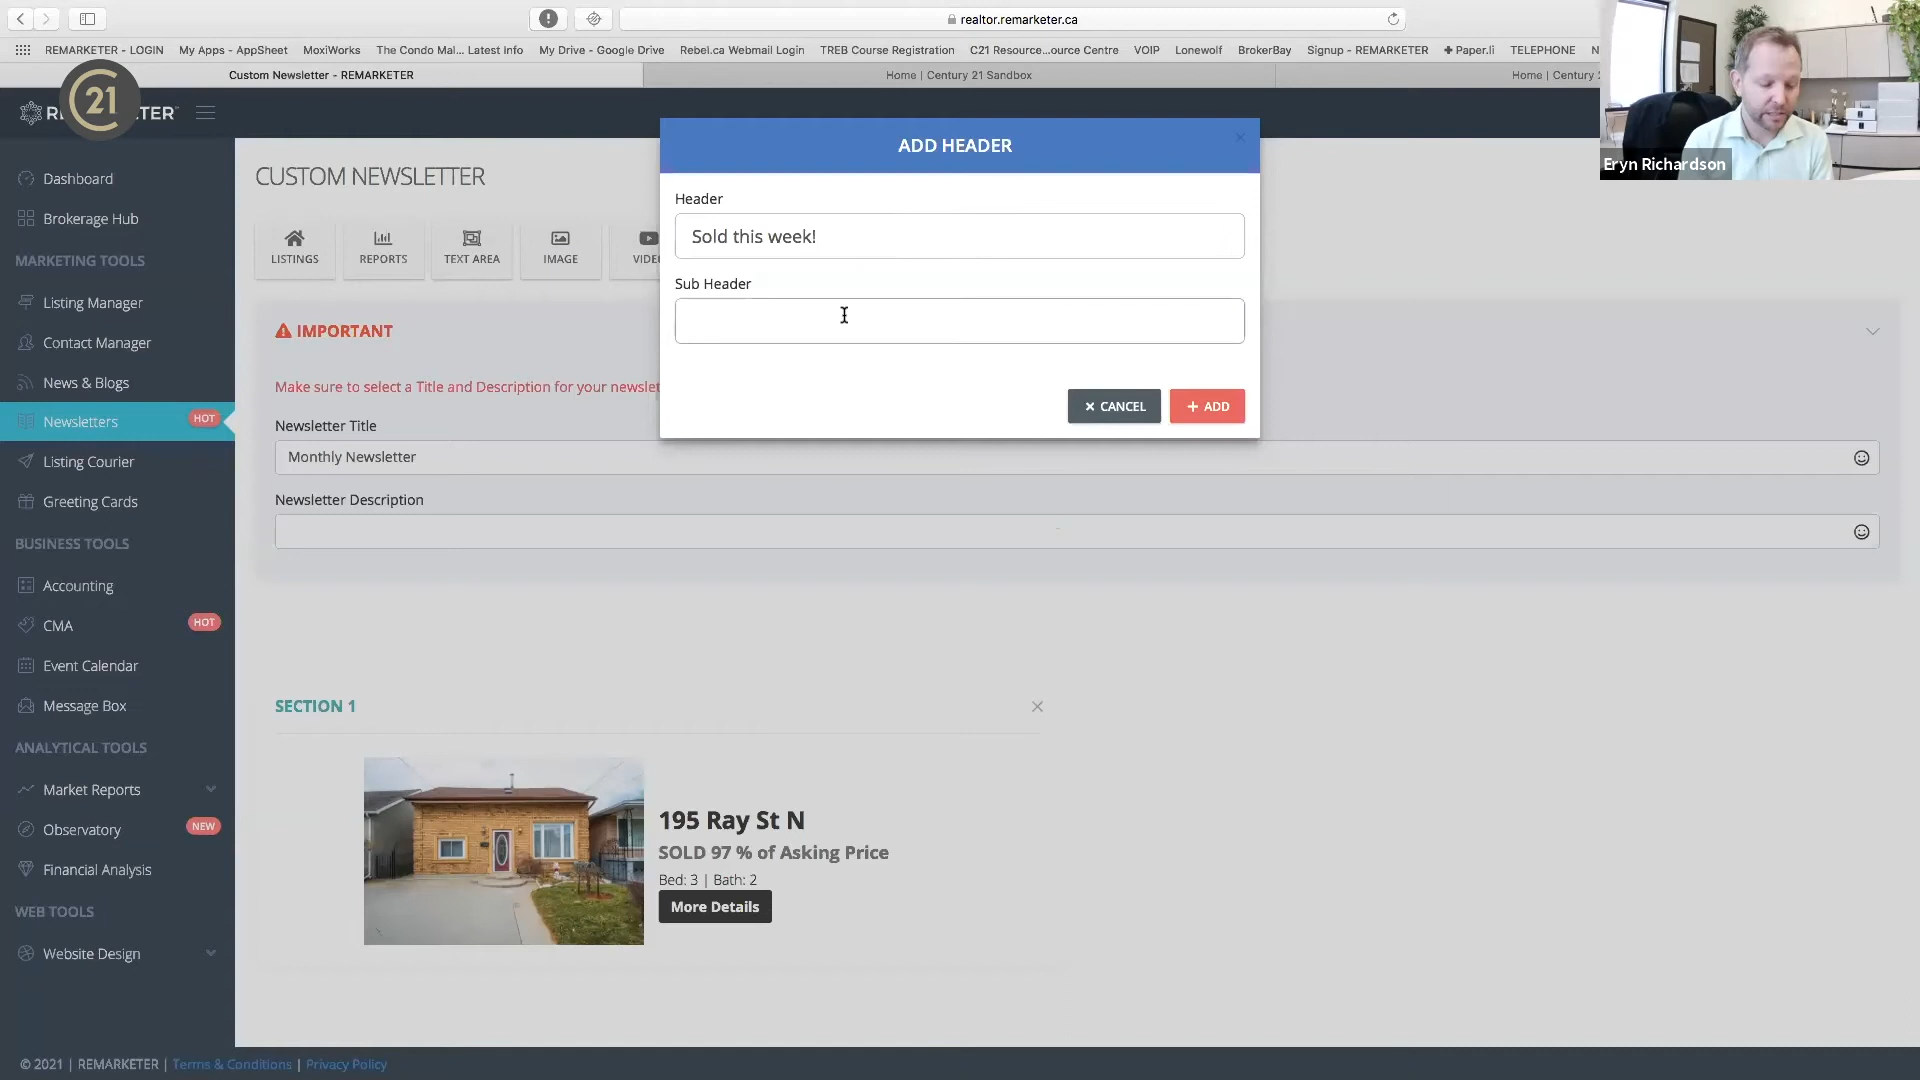 realtor.remarketer.ca
REMARKETER - LOGIN My Apps - AppSheet MoxiWorks The Condo Mal... Latest Info My Drive - Google Drive Rebel.ca Webmail Login TREB Course Registration C21 Resource...ource Centre VOIP Lonewolf BrokerBay Signup - REMARKETER Paper.li TELEPHONE N
Custom Newsletter - REMARKETER Home | Century 21 Sandbox Home | Century 2
21
R TER
Eryn Richardson
Dashboard
Brokerage Hub
MARKETING TOOLS
Listing Manager
Contact Manager
News & Blogs
Newsletters HOT
Listing Courier
Greeting Cards
BUSINESS TOOLS
Accounting
CMA HOT
Event Calendar
Message Box
ANALYTICAL TOOLS
Market Reports
Observatory NEW
Financial Analysis
WEB TOOLS
Website Design
CUSTOM NEWSLETTER
LISTINGS REPORTS TEXT AREA IMAGE VIDE
ADD HEADER
Header
Sold this week!
Sub Header
CANCEL ADD
IMPORTANT
Make sure to select a Title and Description for your newslet
Newsletter Title
Monthly Newsletter
Newsletter Description
SECTION 1
195 Ray St N
SOLD 97 % of Asking Price
Bed: 3 | Bath: 2
More Details
© 2021 | REMARKETER | Terms & Conditions | Privacy Policy